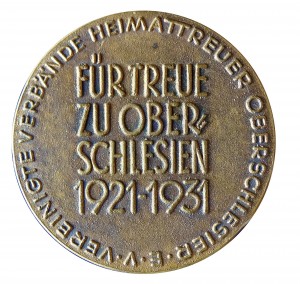 VEREINIGTE VERBÄNDE HEIMATTREUER OBERSCHLESIER E.V.
FÜR TREUE
ZU OBER-
SCHLESIEN
1921-1931